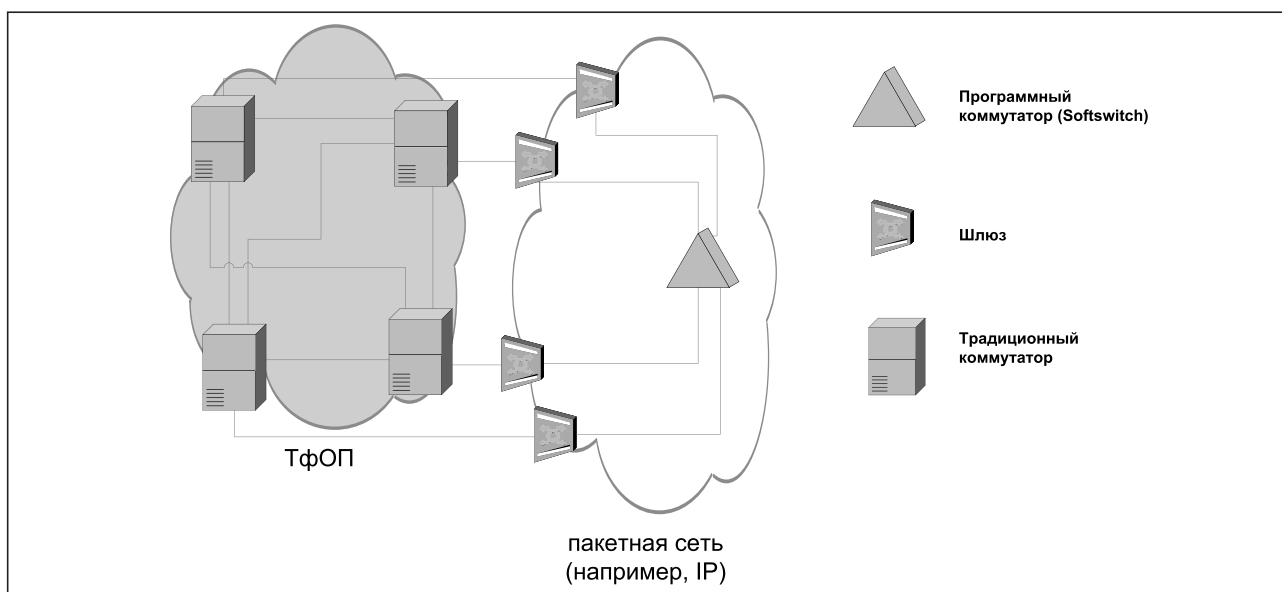 Программный
коммутатор (Softswitch)
Шлюз
Традиционный
коммутатор
ТфОП
пакетная сеть
(например, IP)